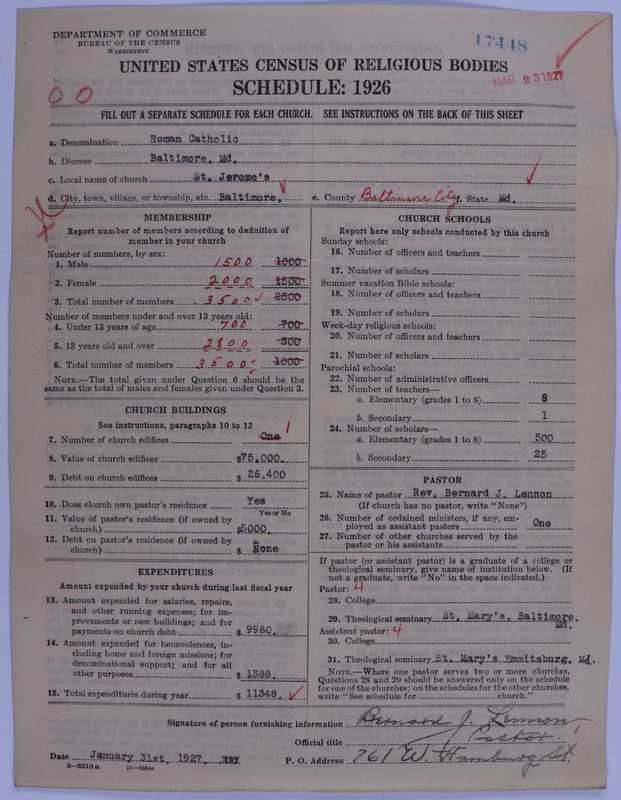 DEPARTMENT OF COMMERCE
BUREAU OF THE CENSUS
WASHINGTON
17448
MAR 23 1927
UNITED STATES CENSUS OF RELIGIOUS BODIES
SCHEDULE: 1926
0 0
FILL OUT A SEPARATE SCHEDULE FOR EACH CHURCH. SEE INSTRUCTIONS ON THE BACK OF THIS SHEET
a. Denomination Roman Catholic
b. Diocese Baltimore, Md.
c. Local name of church St. Jerome's
d. City, town, village, or township, etc. Baltimore, e. County Baltimore City f. State Md.
MEMBERSHIP
Report number of members according to definition of
member in your church
Number of members, by sex:
1. Male 1500 1000
2. Female 2000 1500
3. Total number of members 3500 2500
Number of members under and over 13 years old:
4. Under 13 years of age 700 700
5. 13 years old and over 2800 300
6. Total number of members 3500 1000
NOTE.—The total given under Question 6 should be the
same as the total of males and females given under Question 3.
CHURCH BUILDINGS
See instructions, paragraphs 10 to 12
7. Number of church edifices One 1
8. Value of church edifices $75,000.
9. Debt on church edifices $ 26,400
10. Does church own pastor's residence Yes
Yes or No
11. Value of pastor's residence (if owned by
church) $5000.
12. Debt on pastor's residence (if owned by
church) $ None
EXPENDITURES
Amount expended by your church during last fiscal year
13. Amount expended for salaries, repairs,
and other running expenses; for im-
provements or new buildings; and for
payments on church debt $ 9960.
14. Amount expended for benevolences, in-
cluding home and foreign missions; for
denominational support; and for all
other purposes $ 1388.
15. Total expenditures during year $ 11348.
CHURCH SCHOOLS
Report here only schools conducted by this church
Sunday schools:
16. Number of officers and teachers
17. Number of scholars
Summer vacation Bible schools:
18. Number of officers and teachers
19. Number of scholars
Week-day religious schools:
20. Number of officers and teachers
21. Number of scholars
Parochial schools:
22. Number of administrative officers
23. Number of teachers—
a. Elementary (grades 1 to 8) 8
b. Secondary 1
24. Number of scholars—
a. Elementary (grades 1 to 8) 500
b. Secondary 25
PASTOR
25. Name of pastor Rev. Bernard J. Lennon
(If church has no pastor, write "None")
26. Number of ordained ministers, if any, em-
ployed as assistant pastors One
27. Number of other churches served by the
pastor or his assistants
If pastor (or assistant pastor) is a graduate of a college or
theological seminary, give name of institution below. (If
not a graduate, write "No" in the space indicated.)
Pastor: 4
28. College
29. Theological seminary St. Mary's, Baltimore,
Md.
Assistant pastor: 4
30. College
31. Theological seminary St. Mary's Emmitsburg, Md.
NOTE.—Where one pastor serves two or more churches,
Questions 28 and 29 should be answered only on the schedule
for one of the churches; on the schedules for the other churches,
write "See schedule for church."
Signature of person furnishing information Bernard J. Lennon
Official title Pastor
Date January 31st, 1927, P. O. Address 761 W. Hamburg St.
8—5518a 11—9054a